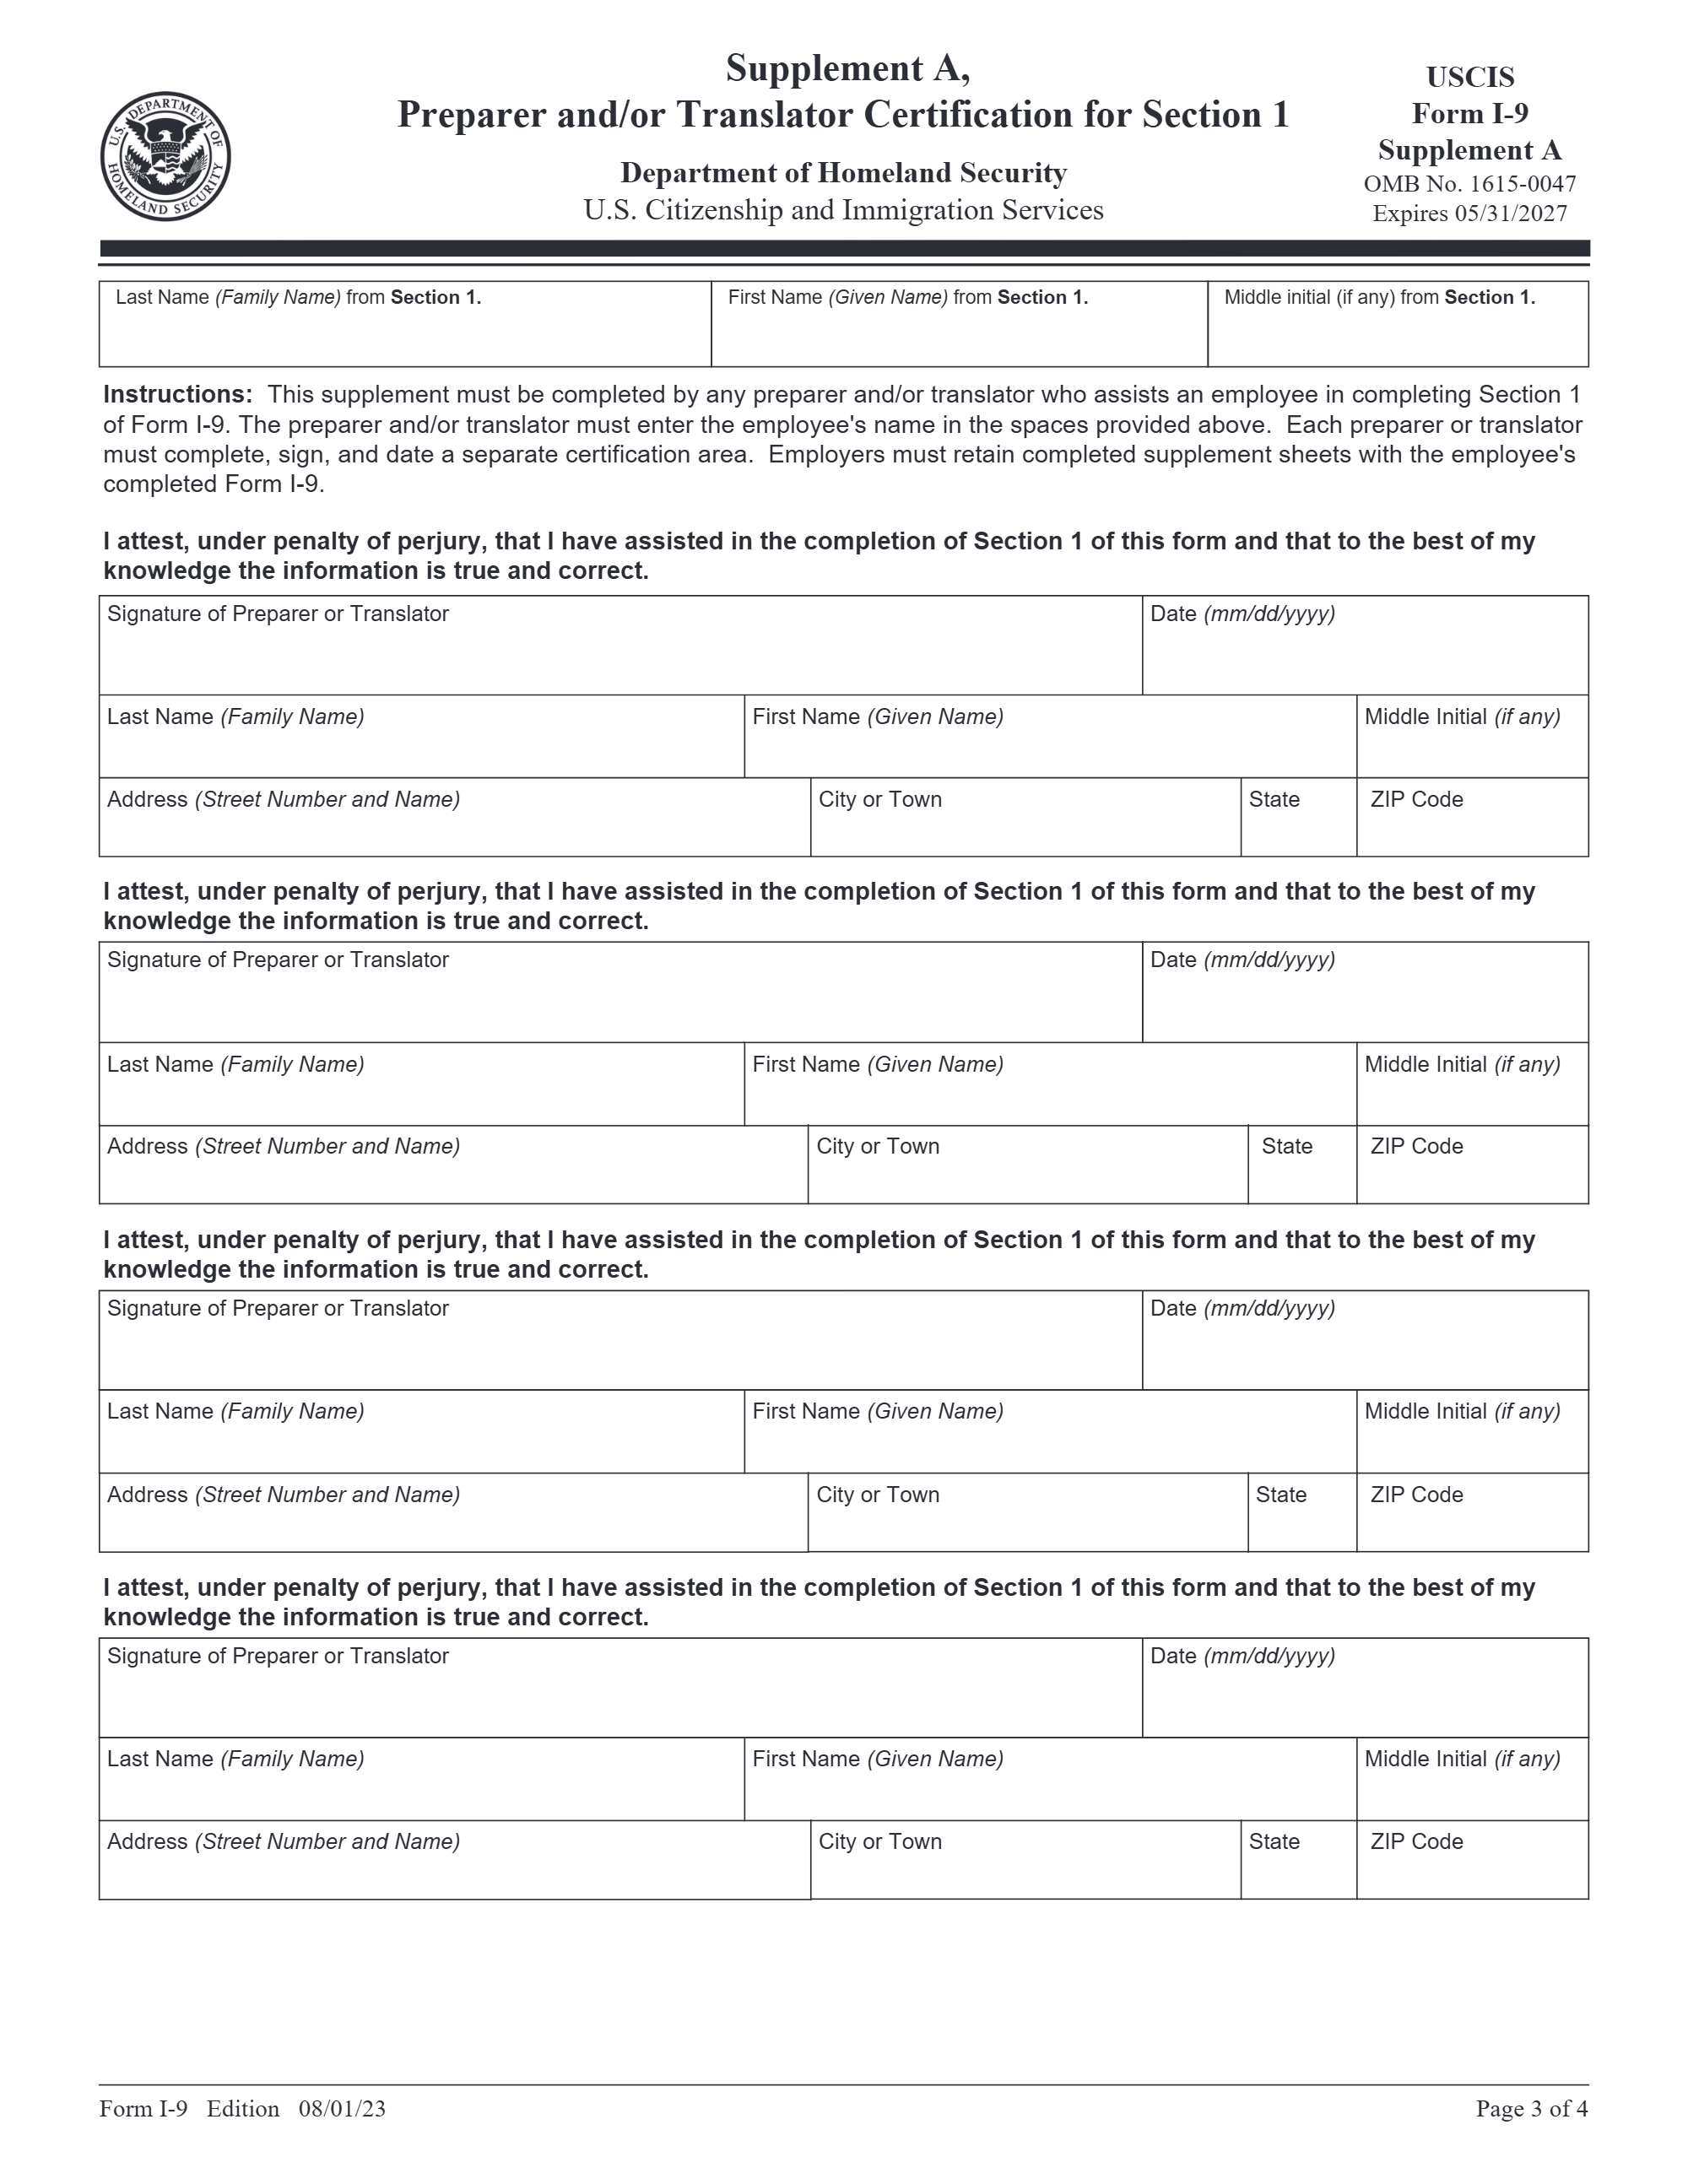 Supplement A,
Preparer and/or Translator Certification for Section 1
Department of Homeland Security
U.S. Citizenship and Immigration Services
USCIS
Form I-9
Supplement A
OMB No. 1615-0047
Expires 05/31/2027
U.S. DEPARTMENT OF HOMELAND SECURITY
Last Name (Family Name) from Section 1. First Name (Given Name) from Section 1. Middle initial (if any) from Section 1.
Instructions: This supplement must be completed by any preparer and/or translator who assists an employee in completing Section 1
of Form I-9. The preparer and/or translator must enter the employee's name in the spaces provided above. Each preparer or translator
must complete, sign, and date a separate certification area. Employers must retain completed supplement sheets with the employee's
completed Form I-9.
I attest, under penalty of perjury, that I have assisted in the completion of Section 1 of this form and that to the best of my
knowledge the information is true and correct.
Signature of Preparer or Translator Date (mm/dd/yyyy)
Last Name (Family Name) First Name (Given Name) Middle Initial (if any)
Address (Street Number and Name) City or Town State ZIP Code
I attest, under penalty of perjury, that I have assisted in the completion of Section 1 of this form and that to the best of my
knowledge the information is true and correct.
Signature of Preparer or Translator Date (mm/dd/yyyy)
Last Name (Family Name) First Name (Given Name) Middle Initial (if any)
Address (Street Number and Name) City or Town State ZIP Code
I attest, under penalty of perjury, that I have assisted in the completion of Section 1 of this form and that to the best of my
knowledge the information is true and correct.
Signature of Preparer or Translator Date (mm/dd/yyyy)
Last Name (Family Name) First Name (Given Name) Middle Initial (if any)
Address (Street Number and Name) City or Town State ZIP Code
I attest, under penalty of perjury, that I have assisted in the completion of Section 1 of this form and that to the best of my
knowledge the information is true and correct.
Signature of Preparer or Translator Date (mm/dd/yyyy)
Last Name (Family Name) First Name (Given Name) Middle Initial (if any)
Address (Street Number and Name) City or Town State ZIP Code
Form I-9 Edition 08/01/23 Page 3 of 4